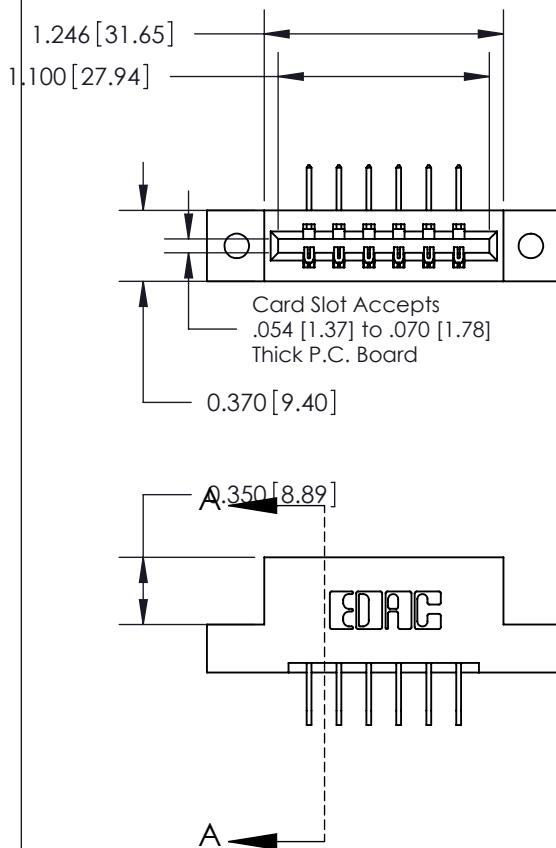 1.246 [31.65]
1.100 [27.94]
Card Slot Accepts
.054 [1.37] to .070 [1.78]
Thick P.C. Board
0.370 [9.40]
0.350 [8.89]
A
EDAC
A